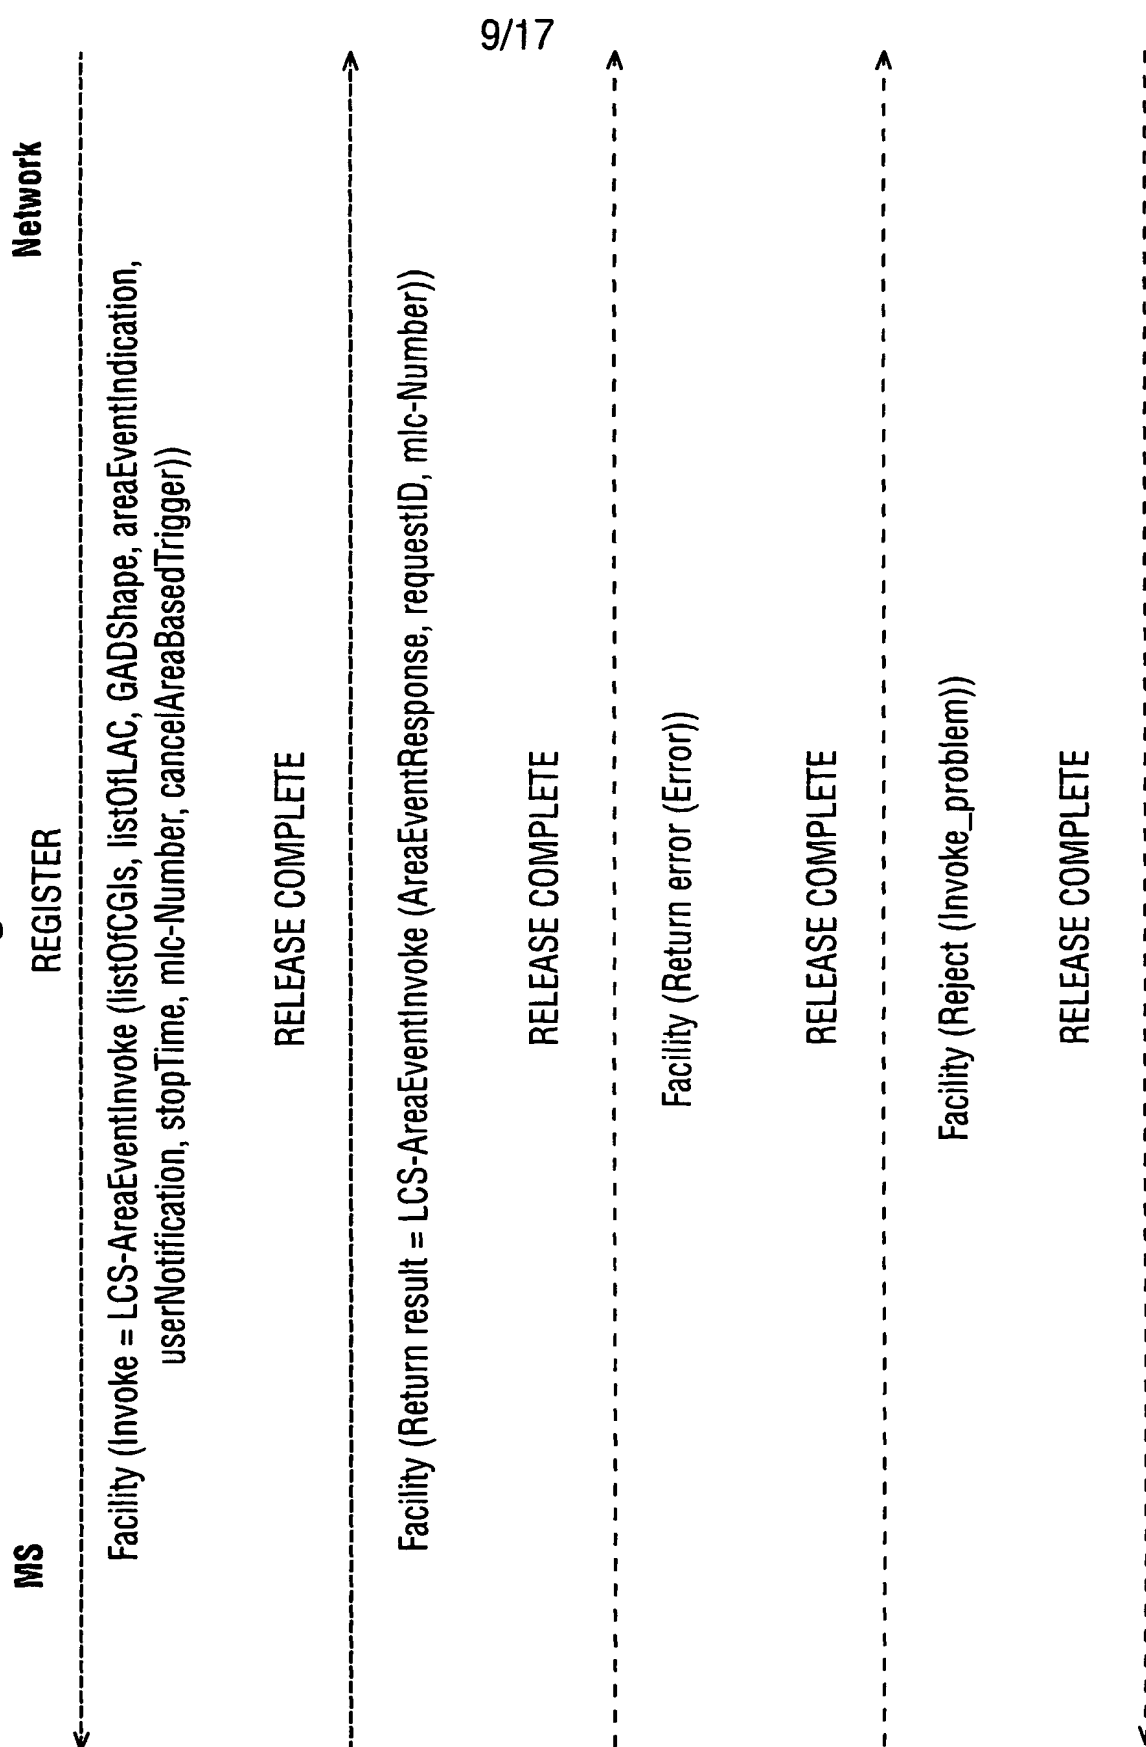 9/17
MS
Network
REGISTER
Facility (Invoke = LCS-AreaEventInvoke (listOfCGIs, listOfLAC, GADShape, areaEventIndication,
userNotification, stopTime, mlc-Number, cancelAreaBasedTrigger))
RELEASE COMPLETE
Facility (Return result = LCS-AreaEventInvoke (AreaEventResponse, requestID, mlc-Number))
RELEASE COMPLETE
Facility (Return error (Error))
RELEASE COMPLETE
Facility (Reject (Invoke_problem))
RELEASE COMPLETE